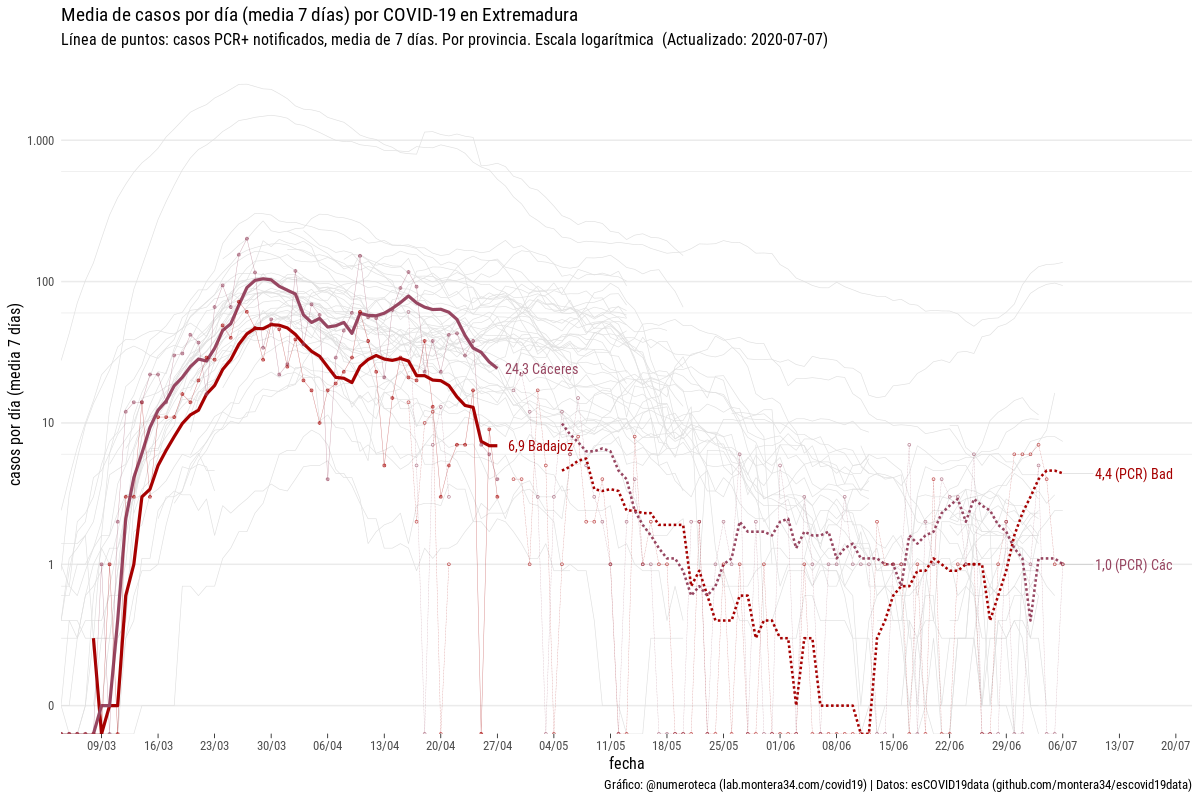 Media de casos por día (media 7 días) por COVID-19 en Extremadura
Línea de puntos: casos PCR+ notificados, media de 7 días. Por provincia. Escala logarítmica  (Actualizado: 2020-07-07)
casos por día (media 7 días)
1.000
100
10
1
0
24,3 Cáceres
6,9 Badajoz
4,4 (PCR) Bad
1,0 (PCR) Các
09/03 16/03 23/03 30/03 06/04 13/04 20/04 27/04 04/05 11/05 18/05 25/05 01/06 08/06 15/06 22/06 29/06 06/07 13/07 20/07
fecha
Gráfico: @numeroteca (lab.montera34.com/covid19) | Datos: esCOVID19data (github.com/montera34/escovid19data)